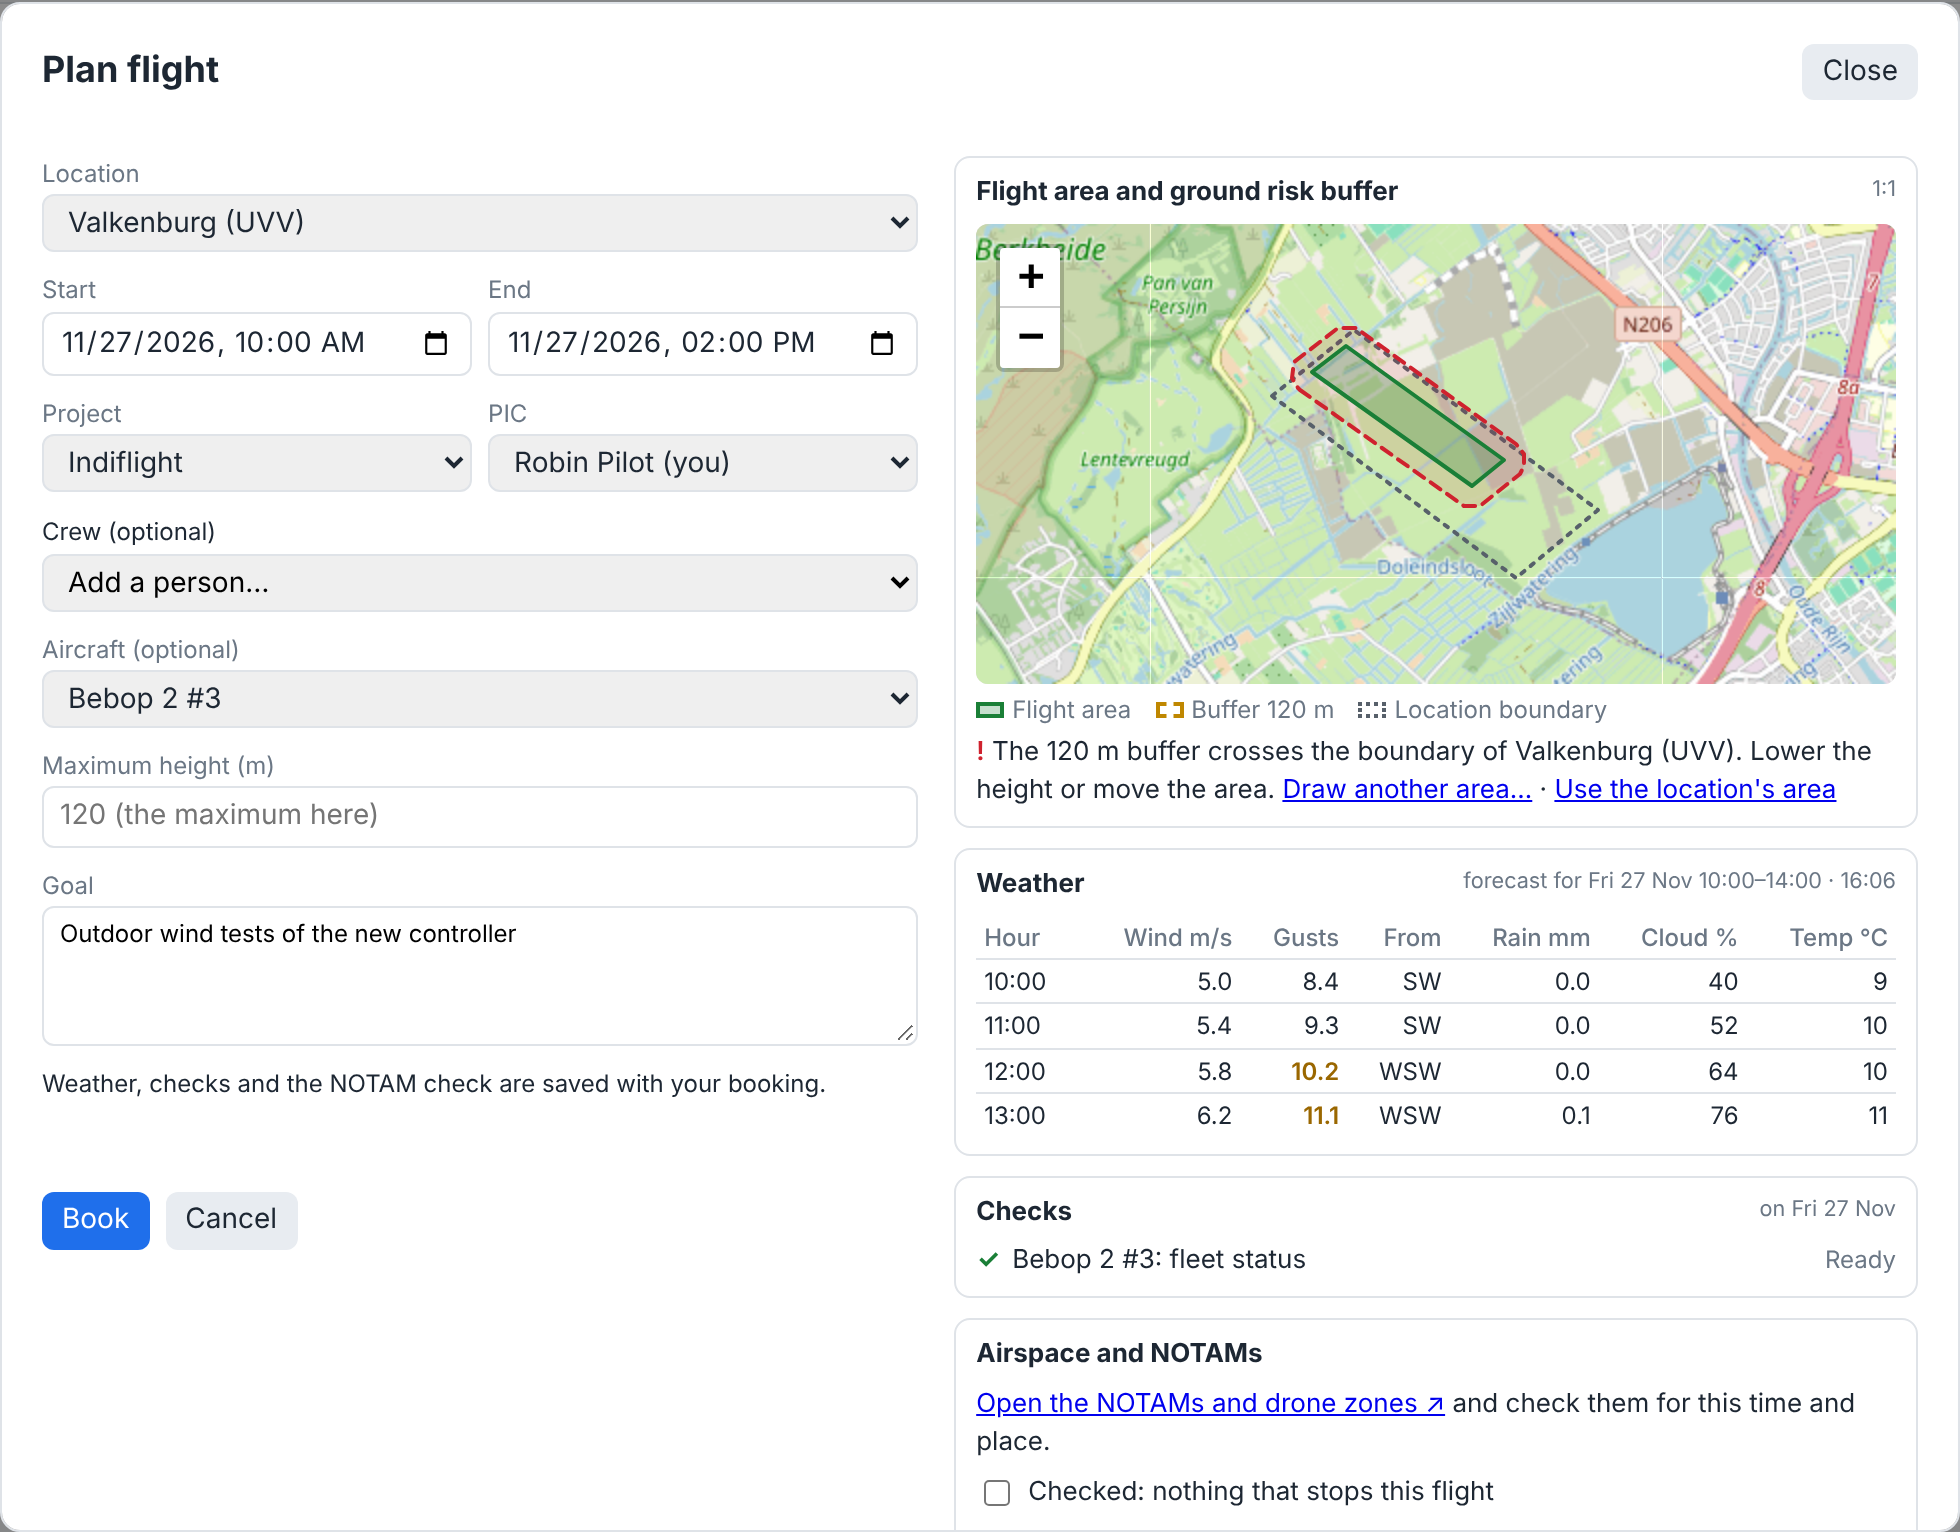 Plan flight
Close
Location
Valkenburg (UVV)
Start
End
11/27/2026, 10:00 AM
11/27/2026, 02:00 PM
Project
PIC
Indiflight
Robin Pilot (you)
Crew (optional)
Add a person...
Aircraft (optional)
Bebop 2 #3
Maximum height (m)
120 (the maximum here)
Goal
Outdoor wind tests of the new controller
Weather, checks and the NOTAM check are saved with your booking.
Book
Cancel
Flight area and ground risk buffer
1:1
+
−
Pan van
Persijn
Lentevreugd
N206
7
8a
8
Doleindsloot
Zijlwatering
watering
tering
Oude Rijn
Flight area
Buffer 120 m
Location boundary
! The 120 m buffer crosses the boundary of Valkenburg (UVV). Lower the
height or move the area. Draw another area... · Use the location's area
Weather
forecast for Fri 27 Nov 10:00–14:00 · 16:06
Hour Wind m/s Gusts From Rain mm Cloud % Temp °C
10:00 5.0 8.4 SW 0.0 40 9
11:00 5.4 9.3 SW 0.0 52 10
12:00 5.8 10.2 WSW 0.0 64 10
13:00 6.2 11.1 WSW 0.1 76 11
Checks
on Fri 27 Nov
Bebop 2 #3: fleet status
Ready
Airspace and NOTAMs
Open the NOTAMs and drone zones ↗ and check them for this time and
place.
Checked: nothing that stops this flight